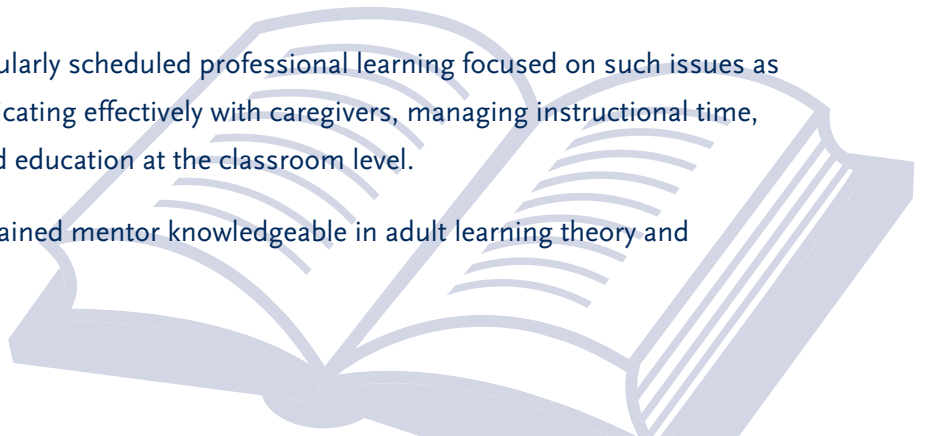 ularly scheduled professional learning focused on such issues as
icating effectively with caregivers, managing instructional time,
d education at the classroom level.
ained mentor knowledgeable in adult learning theory and